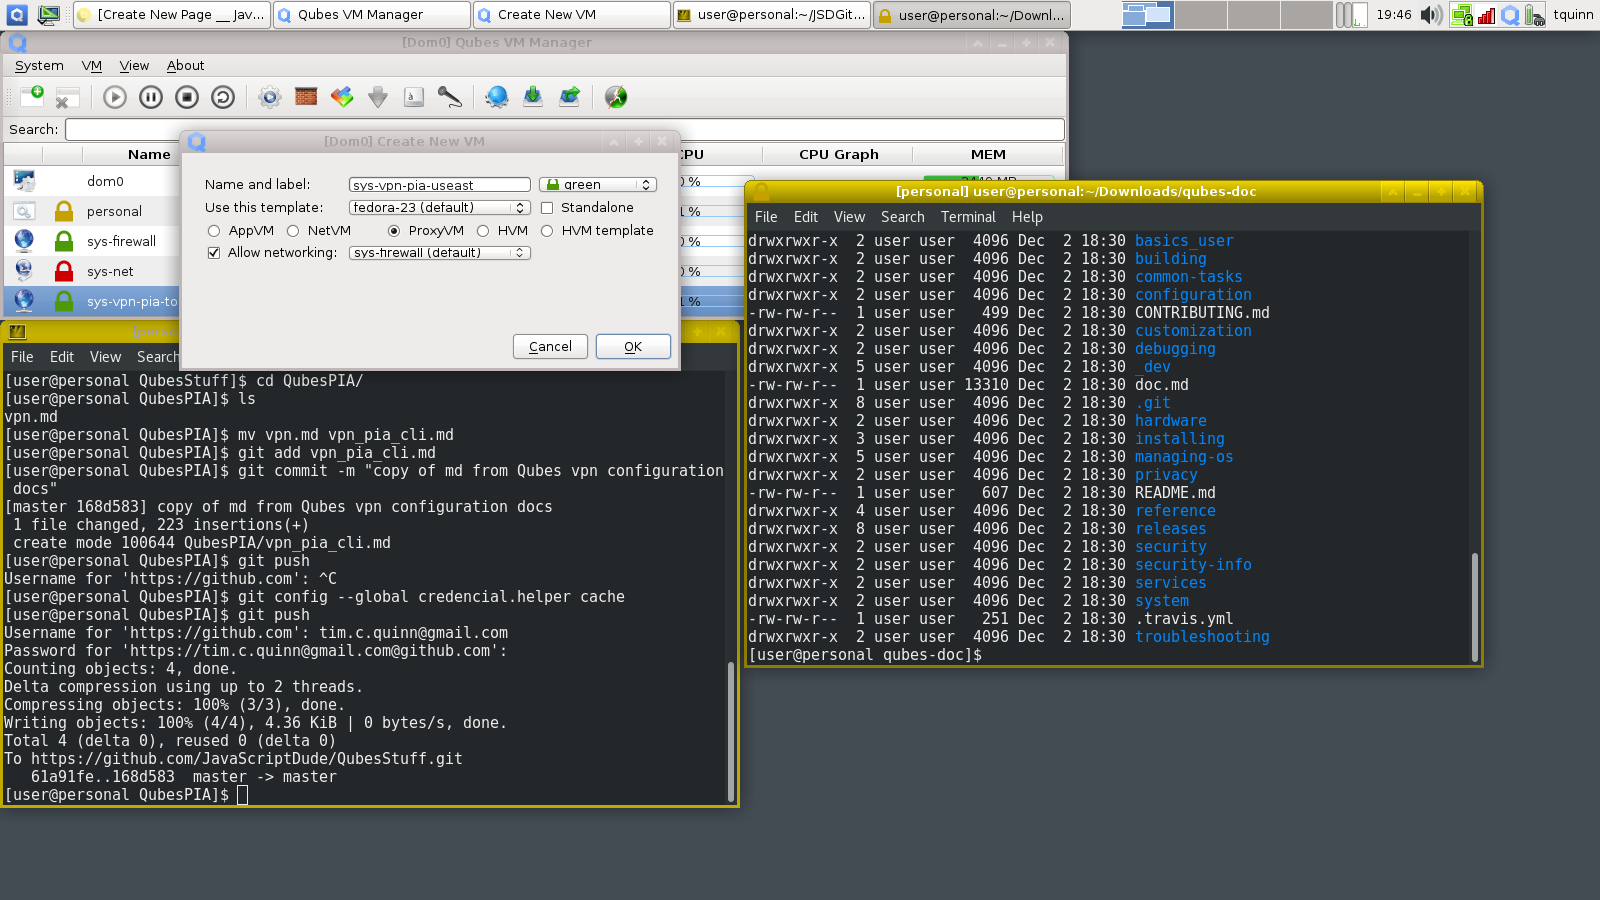 [Create New Page __ Jav...
Qubes VM Manager
Create New VM
user@personal:~/JSDGit...
user@personal:~/Downl...
19:46
tquinn
[Dom0] Qubes VM Manager
System VM View About
Search:
Name
CPU
CPU Graph
MEM
dom0
0 %
personal
1 %
sys-firewall
0 %
sys-net
0 %
sys-vpn-pia-to
1 %
[Dom0] Create New VM
Name and label: sys-vpn-pia-useast green
Use this template: fedora-23 (default) Standalone
AppVM NetVM ProxyVM HVM HVM template
Allow networking: sys-firewall (default)
Cancel OK
File Edit View Search
[user@personal QubesStuff]$ cd QubesPIA/
[user@personal QubesPIA]$ ls
vpn.md
[user@personal QubesPIA]$ mv vpn.md vpn_pia_cli.md
[user@personal QubesPIA]$ git add vpn_pia_cli.md
[user@personal QubesPIA]$ git commit -m "copy of md from Qubes vpn configuration
docs"
[master 168d583] copy of md from Qubes vpn configuration docs
1 file changed, 223 insertions(+)
create mode 100644 QubesPIA/vpn_pia_cli.md
[user@personal QubesPIA]$ git push
Username for 'https://github.com': ^C
[user@personal QubesPIA]$ git config --global credencial.helper cache
[user@personal QubesPIA]$ git push
Username for 'https://github.com': tim.c.quinn@gmail.com
Password for 'https://tim.c.quinn@gmail.com@github.com':
Counting objects: 4, done.
Delta compression using up to 2 threads.
Compressing objects: 100% (3/3), done.
Writing objects: 100% (4/4), 4.36 KiB | 0 bytes/s, done.
Total 4 (delta 0), reused 0 (delta 0)
To https://github.com/JavaScriptDude/QubesStuff.git
61a91fe..168d583  master -> master
[user@personal QubesPIA]$
[personal] user@personal:~/Downloads/qubes-doc
File Edit View Search Terminal Help
drwxrwxr-x  2 user user  4096 Dec  2 18:30 basics_user
drwxrwxr-x  2 user user  4096 Dec  2 18:30 building
drwxrwxr-x  2 user user  4096 Dec  2 18:30 common-tasks
drwxrwxr-x  2 user user  4096 Dec  2 18:30 configuration
-rw-rw-r--  1 user user   499 Dec  2 18:30 CONTRIBUTING.md
drwxrwxr-x  2 user user  4096 Dec  2 18:30 customization
drwxrwxr-x  2 user user  4096 Dec  2 18:30 debugging
drwxrwxr-x  5 user user  4096 Dec  2 18:30 _dev
-rw-rw-r--  1 user user 13310 Dec  2 18:30 doc.md
drwxrwxr-x  8 user user  4096 Dec  2 18:30 .git
drwxrwxr-x  2 user user  4096 Dec  2 18:30 hardware
drwxrwxr-x  3 user user  4096 Dec  2 18:30 installing
drwxrwxr-x  5 user user  4096 Dec  2 18:30 managing-os
drwxrwxr-x  2 user user  4096 Dec  2 18:30 privacy
-rw-rw-r--  1 user user   607 Dec  2 18:30 README.md
drwxrwxr-x  4 user user  4096 Dec  2 18:30 reference
drwxrwxr-x  8 user user  4096 Dec  2 18:30 releases
drwxrwxr-x  2 user user  4096 Dec  2 18:30 security
drwxrwxr-x  2 user user  4096 Dec  2 18:30 security-info
drwxrwxr-x  2 user user  4096 Dec  2 18:30 services
drwxrwxr-x  2 user user  4096 Dec  2 18:30 system
-rw-rw-r--  1 user user   251 Dec  2 18:30 .travis.yml
drwxrwxr-x  2 user user  4096 Dec  2 18:30 troubleshooting
[user@personal qubes-doc]$